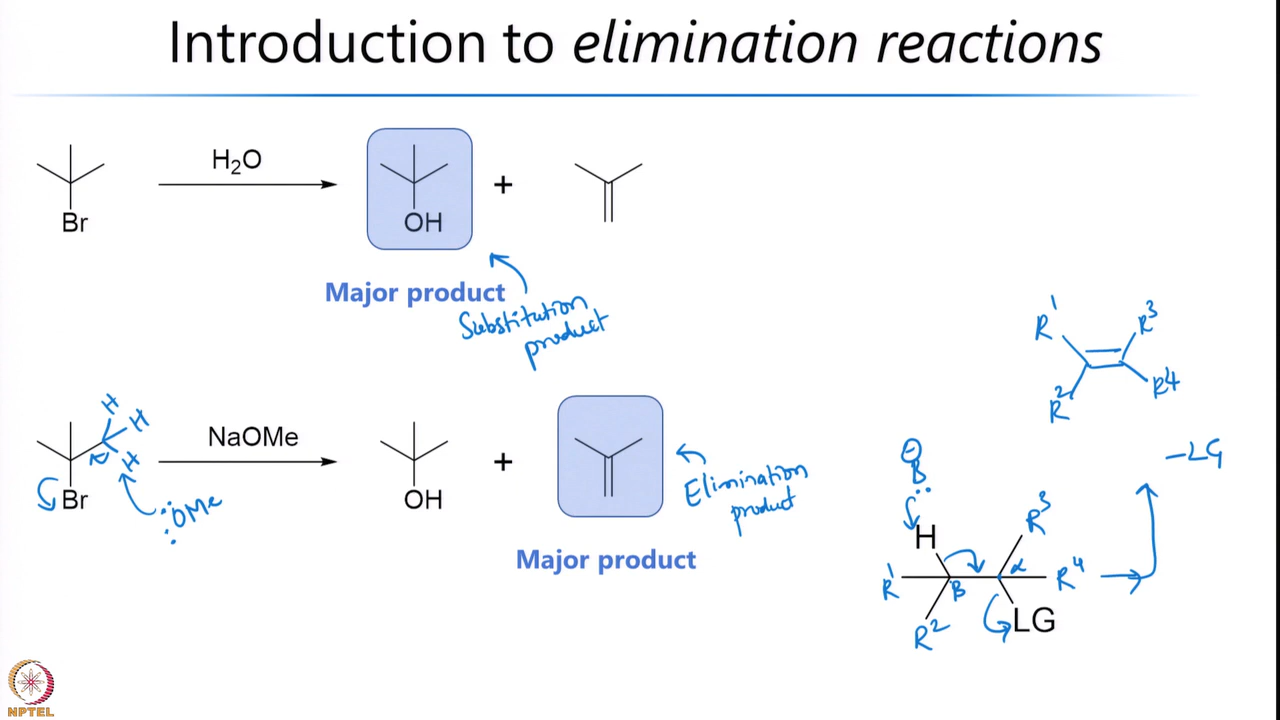 Introduction to elimination reactions
H₂O
Br
OH
+
Major product
Substitution
product
H
H
H
NaOMe
Br
:ÖMe
OH
+
Elimination
product
Major product
R¹
R³
R²
R⁴
-LG
⊖
B
H
R³
R¹
β
α
R⁴
R²
LG
NPTEL